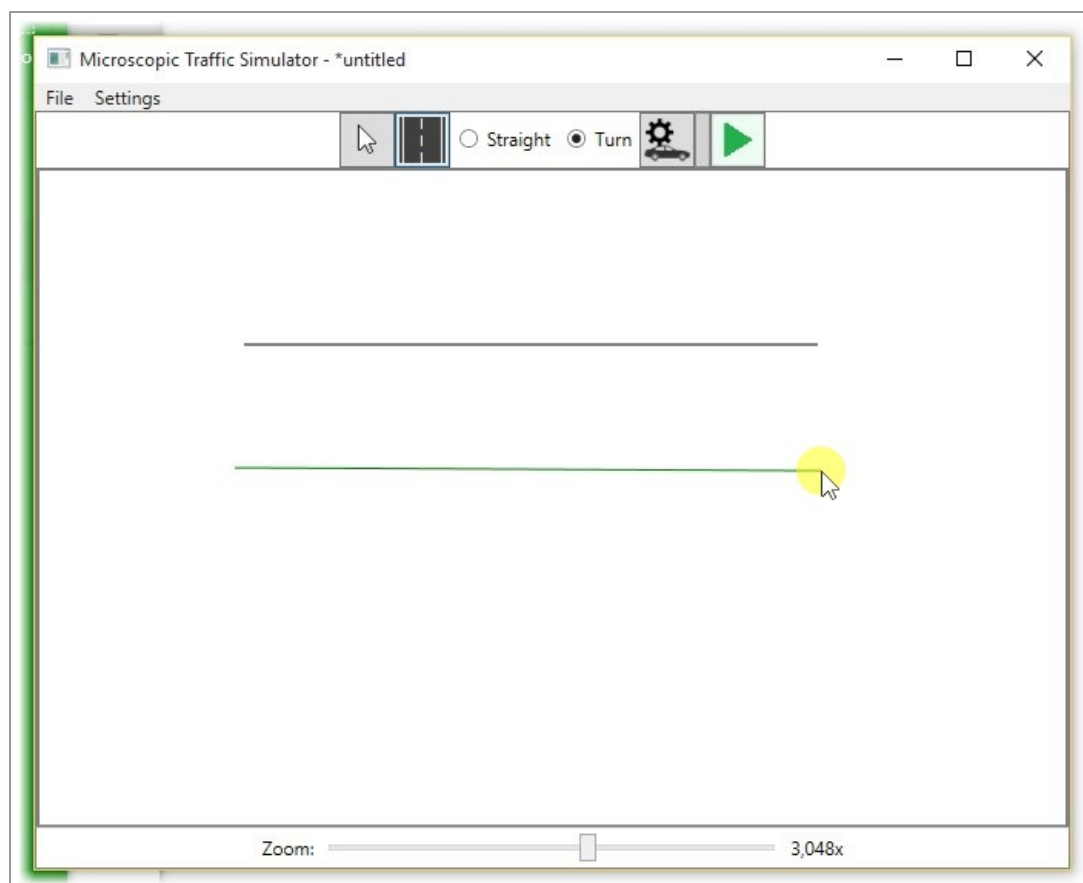 Microscopic Traffic Simulator - *untitled
File Settings
Straight Turn
Zoom: 3,048x